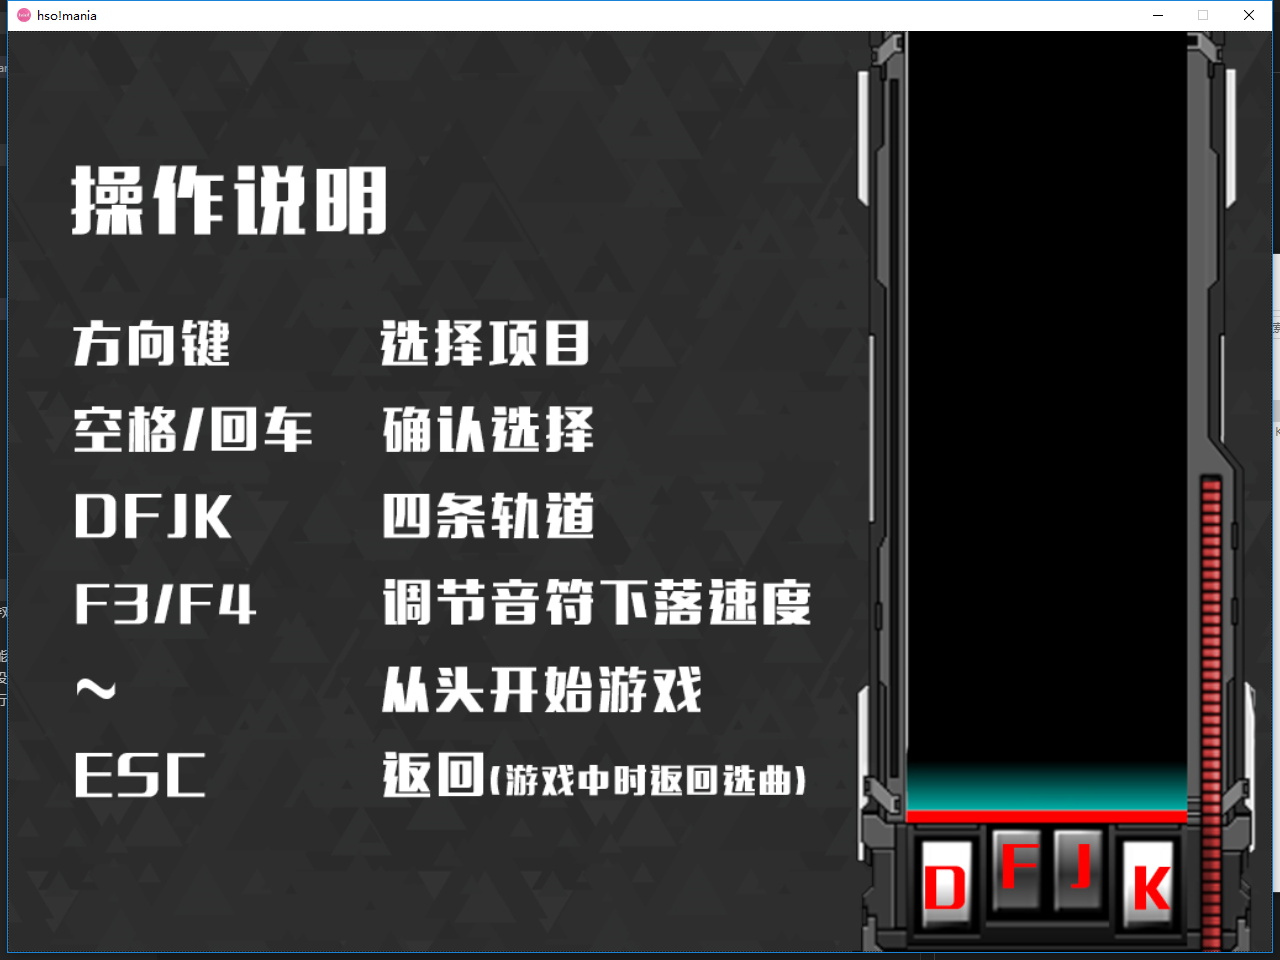 hso!mania
操作说明
方向键 选择项目
空格/回车 确认选择
DFJK 四条轨道
F3/F4 调节音符下落速度
~ 从头开始游戏
ESC 返回(游戏中时返回选曲)
D F J K